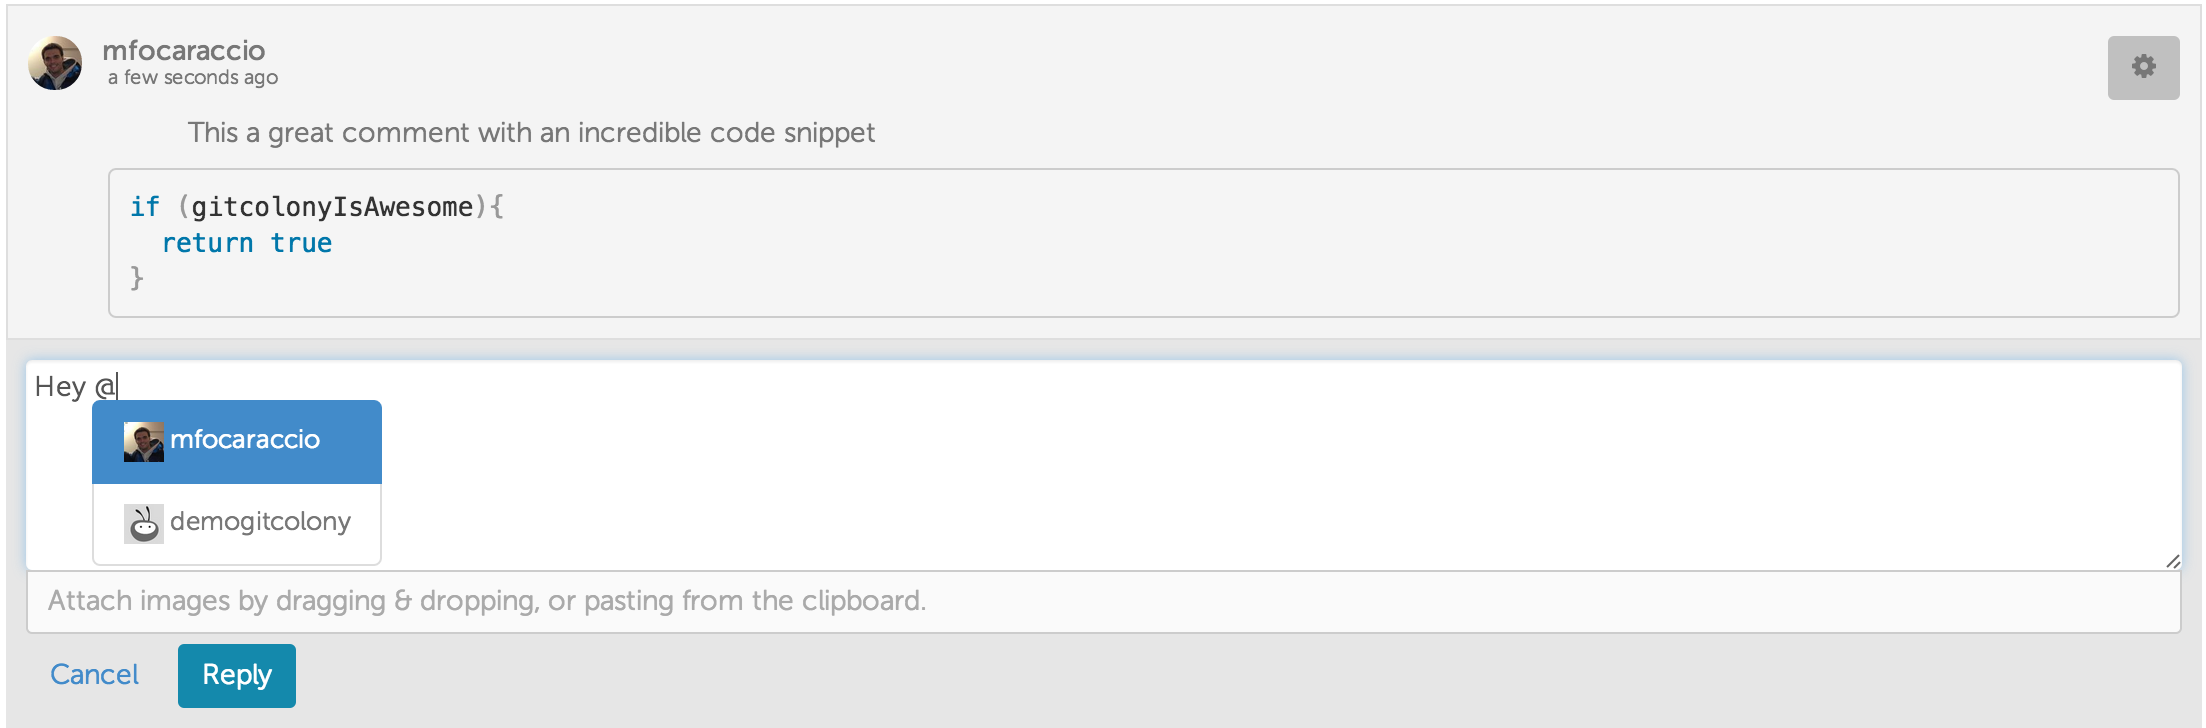 mfocaraccio
a few seconds ago
This a great comment with an incredible code snippet
if (gitcolonyIsAwesome){
  return true
}
Hey @
mfocaraccio
demogitcolony
Attach images by dragging & dropping, or pasting from the clipboard.
Cancel Reply